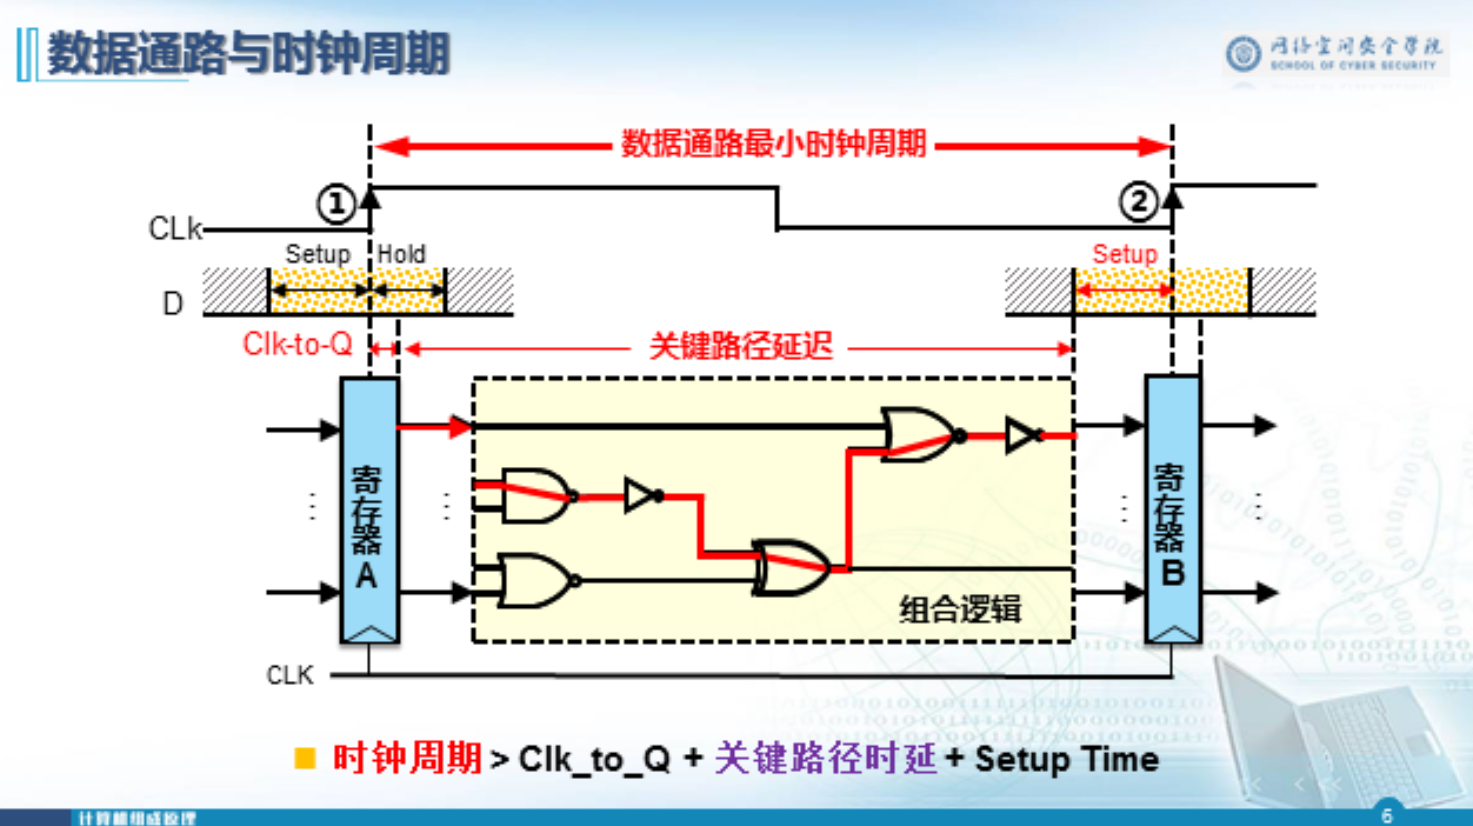 数据通路与时钟周期
网络空间安全学院
SCHOOL OF CYBER SECURITY
数据通路最小时钟周期
① ②
CLk
Setup Hold Setup
D
Clk-to-Q 关键路径延迟
寄存器A
寄存器B
组合逻辑
CLK
时钟周期 > Clk_to_Q + 关键路径时延 + Setup Time
计算机组成原理
6